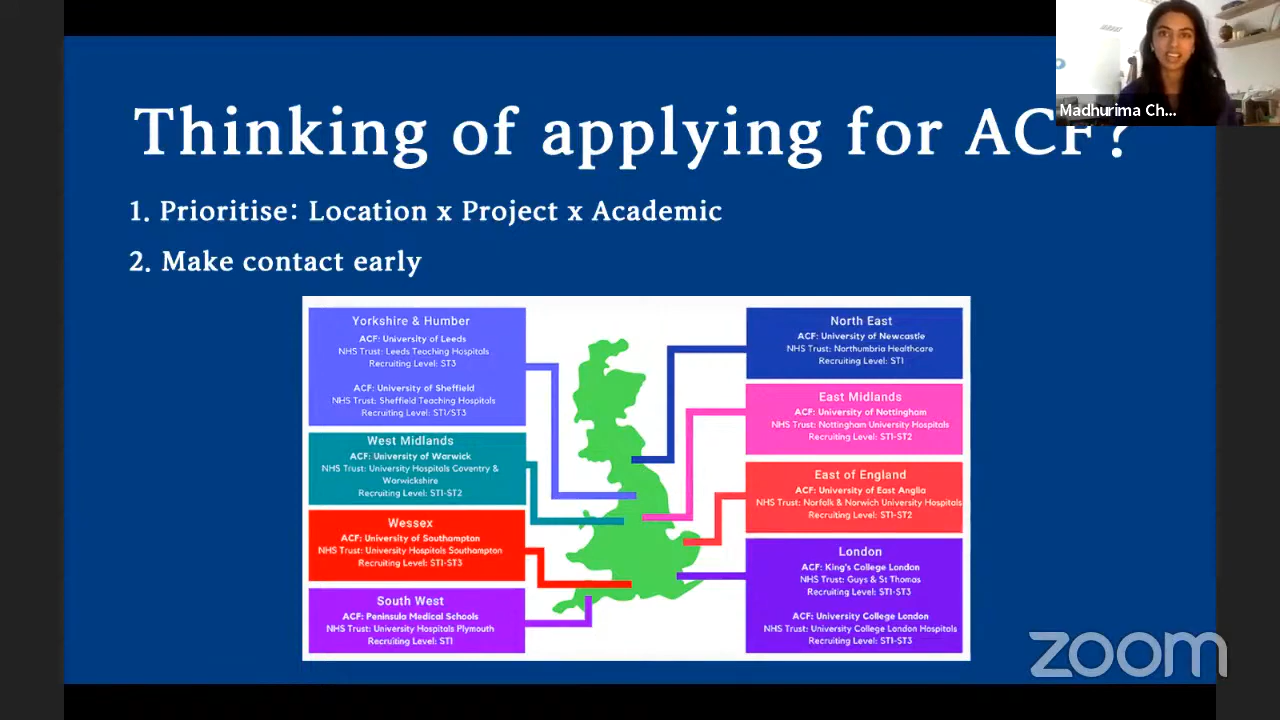 Madhurima Ch...
Thinking of applying for ACF?
1. Prioritise: Location x Project x Academic
2. Make contact early
Yorkshire & Humber
ACF: University of Leeds
NHS Trust: Leeds Teaching Hospitals
Recruiting Level: ST3
ACF: University of Sheffield
NHS Trust: Sheffield Teaching Hospitals
Recruiting Level: ST1/ST3
West Midlands
ACF: University of Warwick
NHS Trust: University Hospitals Coventry &
Warwickshire
Recruiting Level: ST1-ST2
Wessex
ACF: University of Southampton
NHS Trust: University Hospitals Southampton
Recruiting Level: ST1-ST3
South West
ACF: Peninsula Medical Schools
NHS Trust: University Hospitals Plymouth
Recruiting Level: ST1
North East
ACF: University of Newcastle
NHS Trust: Northumbria Healthcare
Recruiting Level: ST1
East Midlands
ACF: University of Nottingham
NHS Trust: Nottingham University Hospitals
Recruiting Level: ST1-ST2
East of England
ACF: University of East Anglia
NHS Trust: Norfolk & Norwich University Hospitals
Recruiting Level: ST1-ST2
London
ACF: King's College London
NHS Trust: Guys & St Thomas
Recruiting Level: ST1-ST3
ACF: University College London
NHS Trust: University College London Hospitals
Recruiting Level: ST1-ST3
zoom